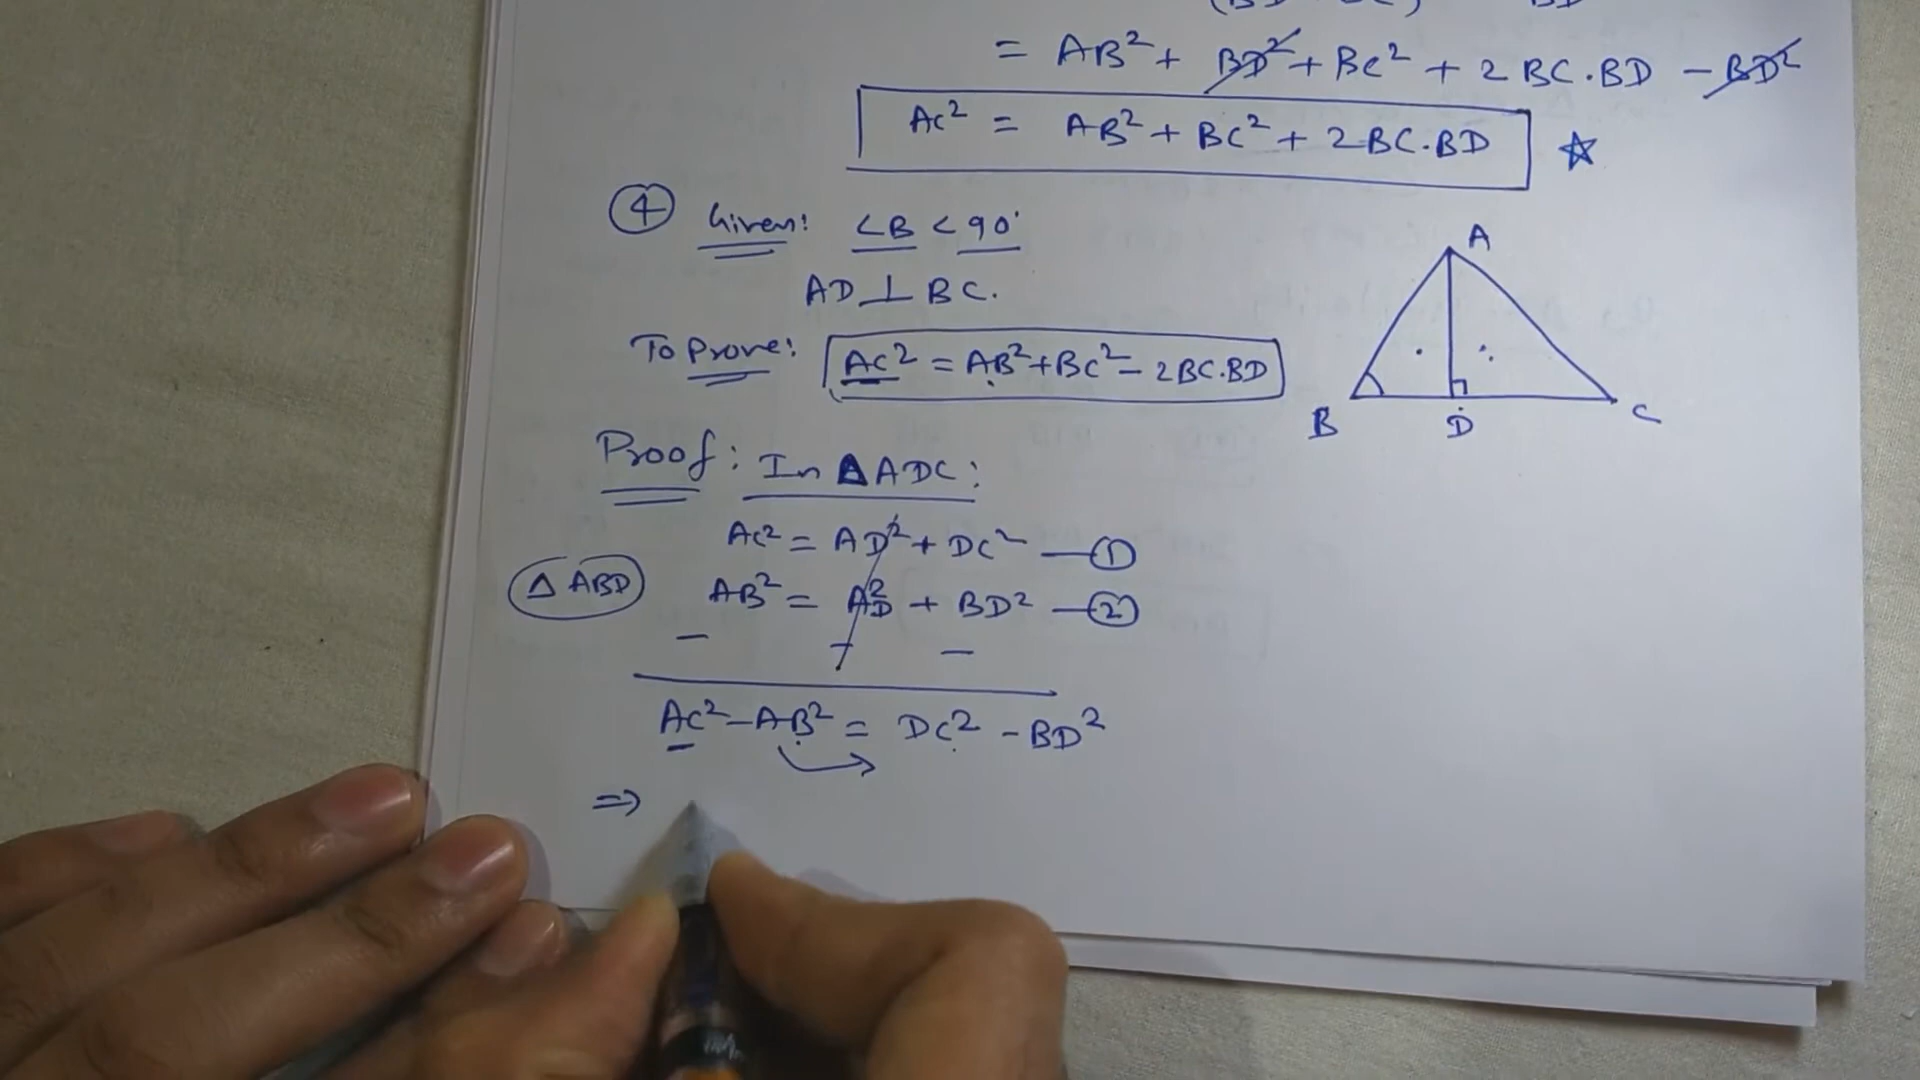 = AB² + BD² + BC² + 2BC.BD - BD²
AC² = AB² + BC² + 2BC.BD
④ Given: <B < 90°
AD ⊥ BC.
To Prove: AC² = AB² + BC² - 2BC.BD
A
B
D
C
Proof: In △ADC:
AC² = AD² + DC² —①
△ ABD AB² = AD² + BD² —②
- - -
AC² - AB² = DC² - BD²
⇒